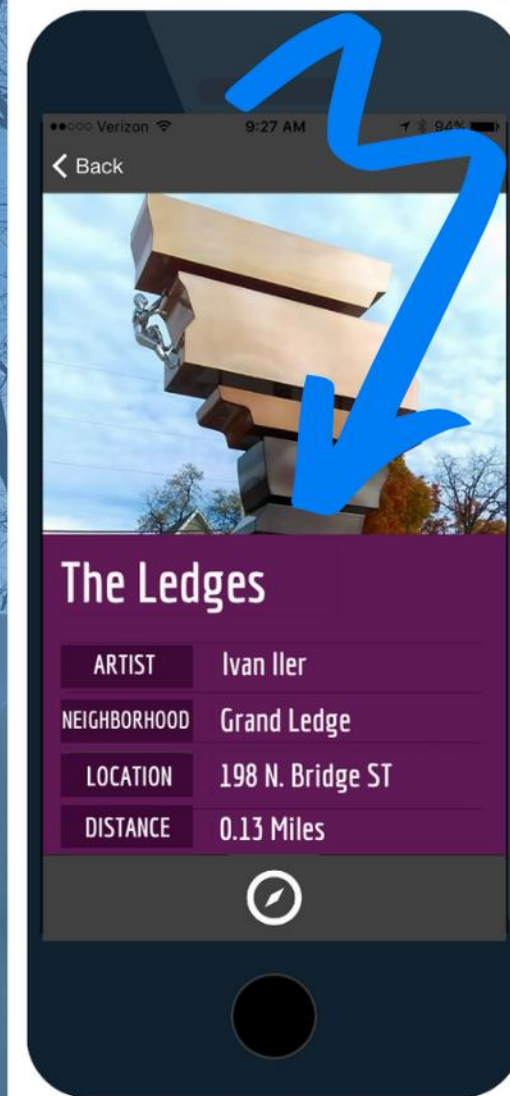 Verizon 9:27 AM 94%
Back
The Ledges
ARTIST Ivan Iler
NEIGHBORHOOD Grand Ledge
LOCATION 198 N. Bridge ST
DISTANCE 0.13 Miles